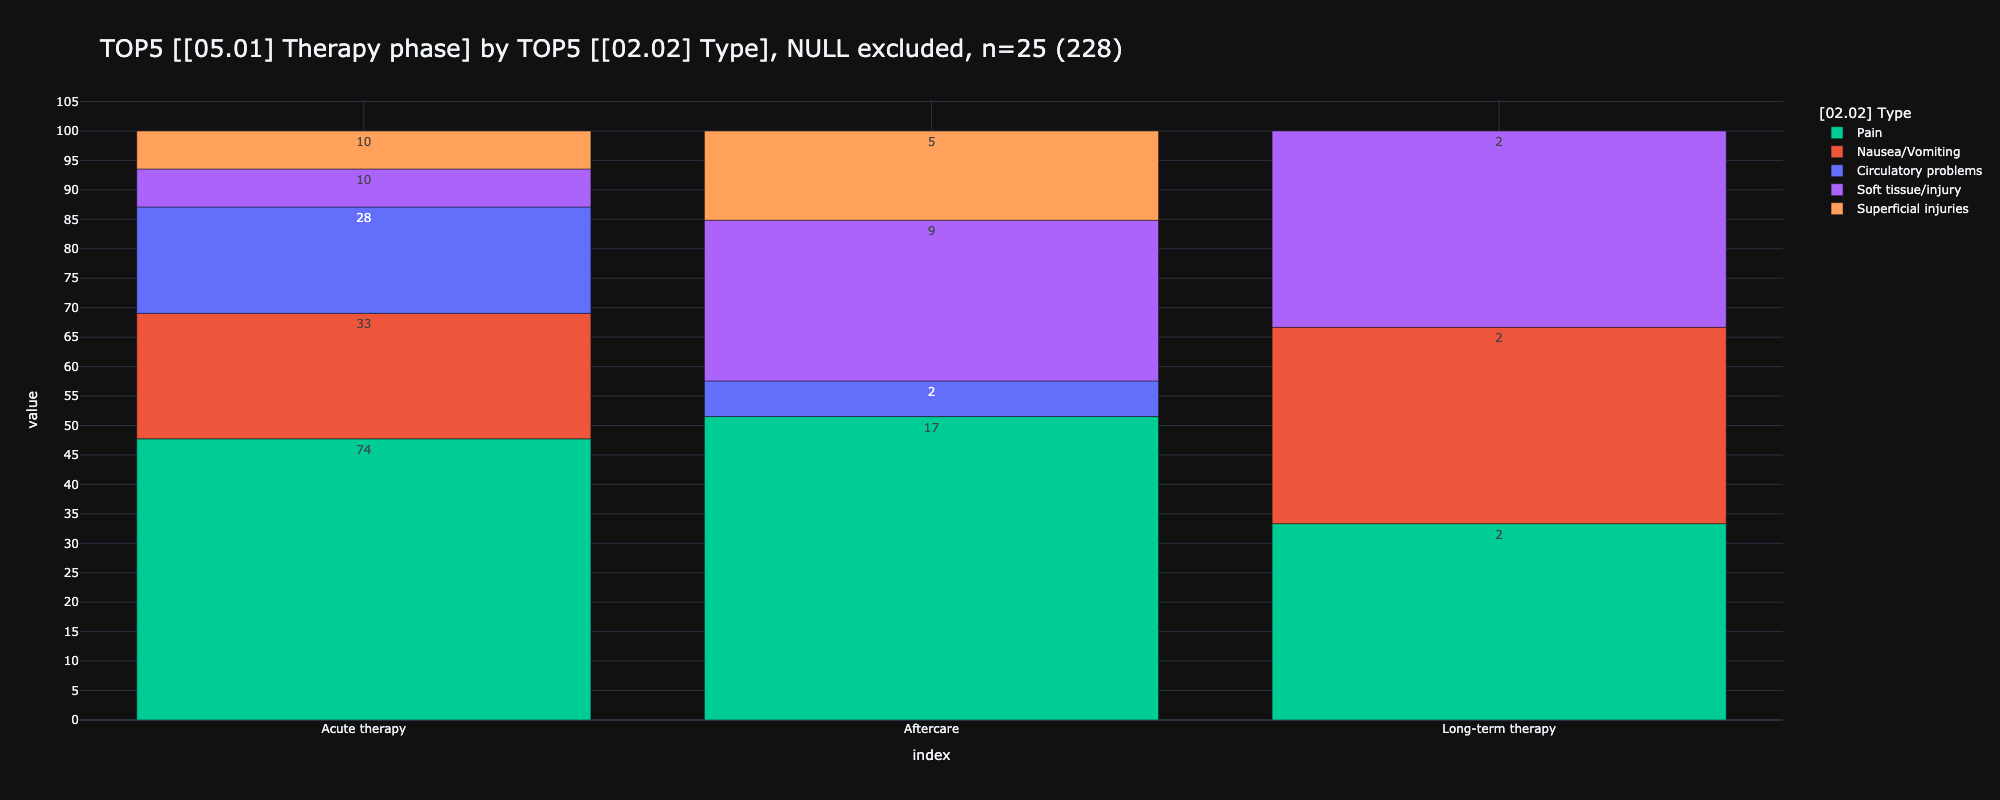 TOP5 [[05.01] Therapy phase] by TOP5 [[02.02] Type], NULL excluded, n=25 (228)
105
100
95
90
85
80
75
70
65
60
55
50
45
40
35
30
25
20
15
10
5
0
value
10
10
28
33
74
5
9
2
17
2
2
2
Acute therapy
Aftercare
Long-term therapy
index
[02.02] Type
Pain
Nausea/Vomiting
Circulatory problems
Soft tissue/injury
Superficial injuries